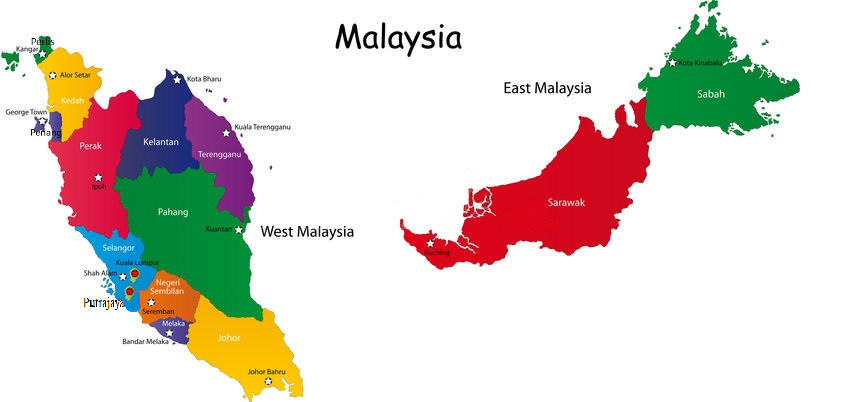 Malaysia
Perlis
Kangar
Alor Setar
Kedah
George Town
Penang
Perak
Ipoh
Kota Bharu
Kelantan
Kuala Terengganu
Terengganu
Pahang
Kuantan
West Malaysia
Selangor
Kuala Lumpur
Shah Alam
Putrajaya
Negeri
Sembilan
Seremban
Melaka
Bandar Melaka
Johor
Johor Bahru
East Malaysia
Kota Kinabalu
Sabah
Sarawak
Kuching